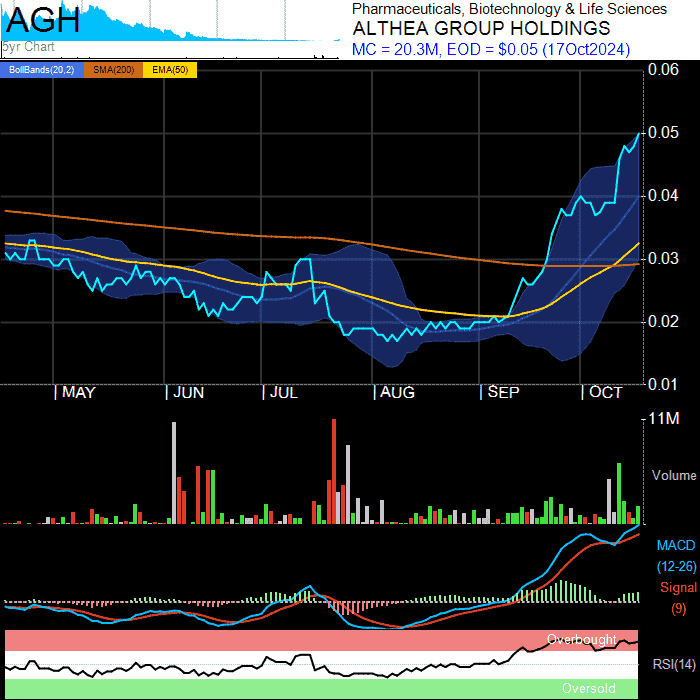 AGH
Pharmaceuticals, Biotechnology & Life Sciences
ALTHEA GROUP HOLDINGS
MC = 20.3M, EOD = $0.05 (17Oct2024)
5yr Chart
BollBands(20,2) SMA(200) EMA(50)
0.06
0.05
0.04
0.03
0.02
0.01
MAY JUN JUL AUG SEP OCT
11M
Volume
MACD
(12-26)
Signal
(9)
Overbought
RSI(14)
Oversold